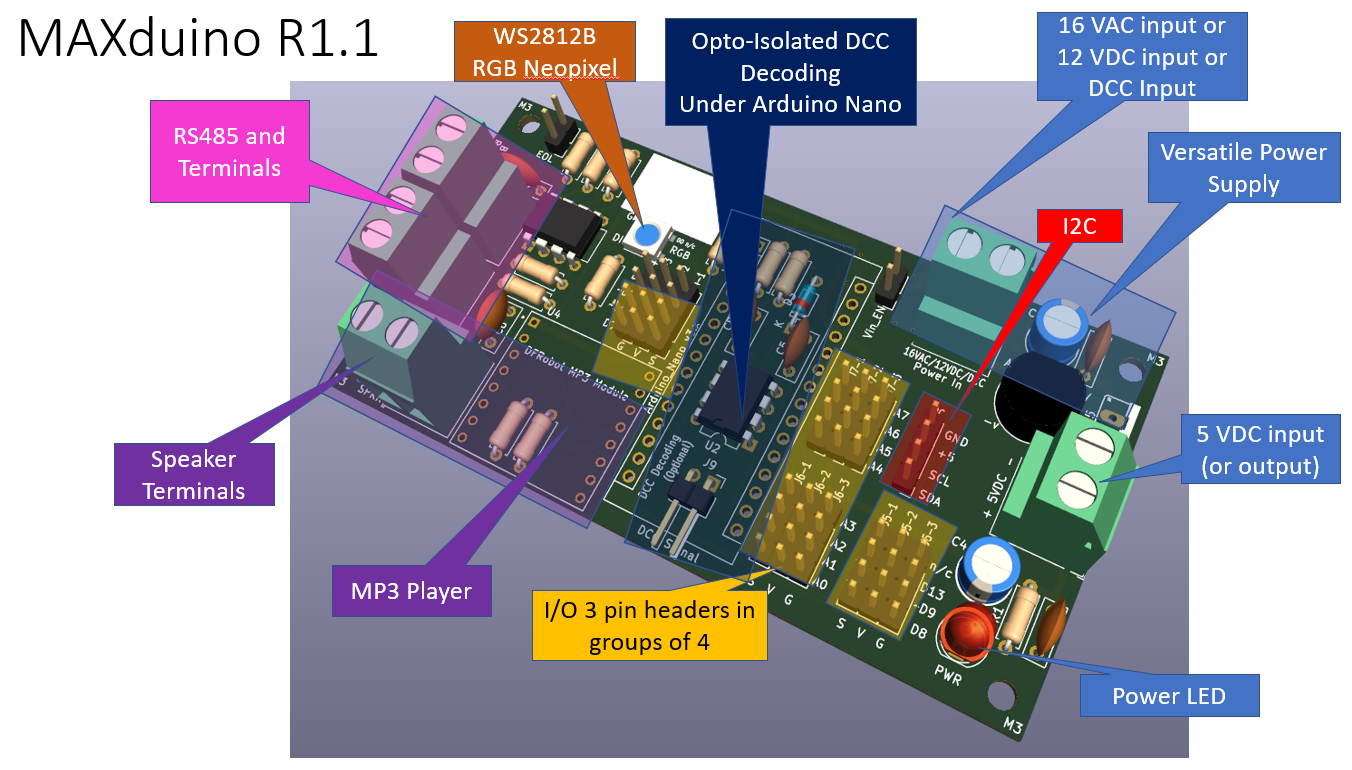 MAXduino R1.1
WS2812B
RGB Neopixel
Opto-Isolated DCC
Decoding
Under Arduino Nano
16 VAC input or
12 VDC input or
DCC Input
RS485 and
Terminals
Versatile Power
Supply
I2C
5 VDC input
(or output)
Speaker
Terminals
MP3 Player
I/O 3 pin headers in
groups of 4
Power LED
M3
EOL
RGB
U4
G V S
DFRobot MP3 Module
Arduino Nano
K
C5
Vin_EN
16VAC/12VDC/DCC
Power In
M3
-v
A7
A6
A5
A4
GND
+5
SCL
SDA
J6-1
J6-2
J6-3
U2
J9
DCC Decoding
(Optional)
Signal
A3
A2
A1
A0
S V G
J5-1
J5-2
J5-3
+ 5VDC -
C4
n/c
D13
D9
D8
S V G
R1
PWR
M3